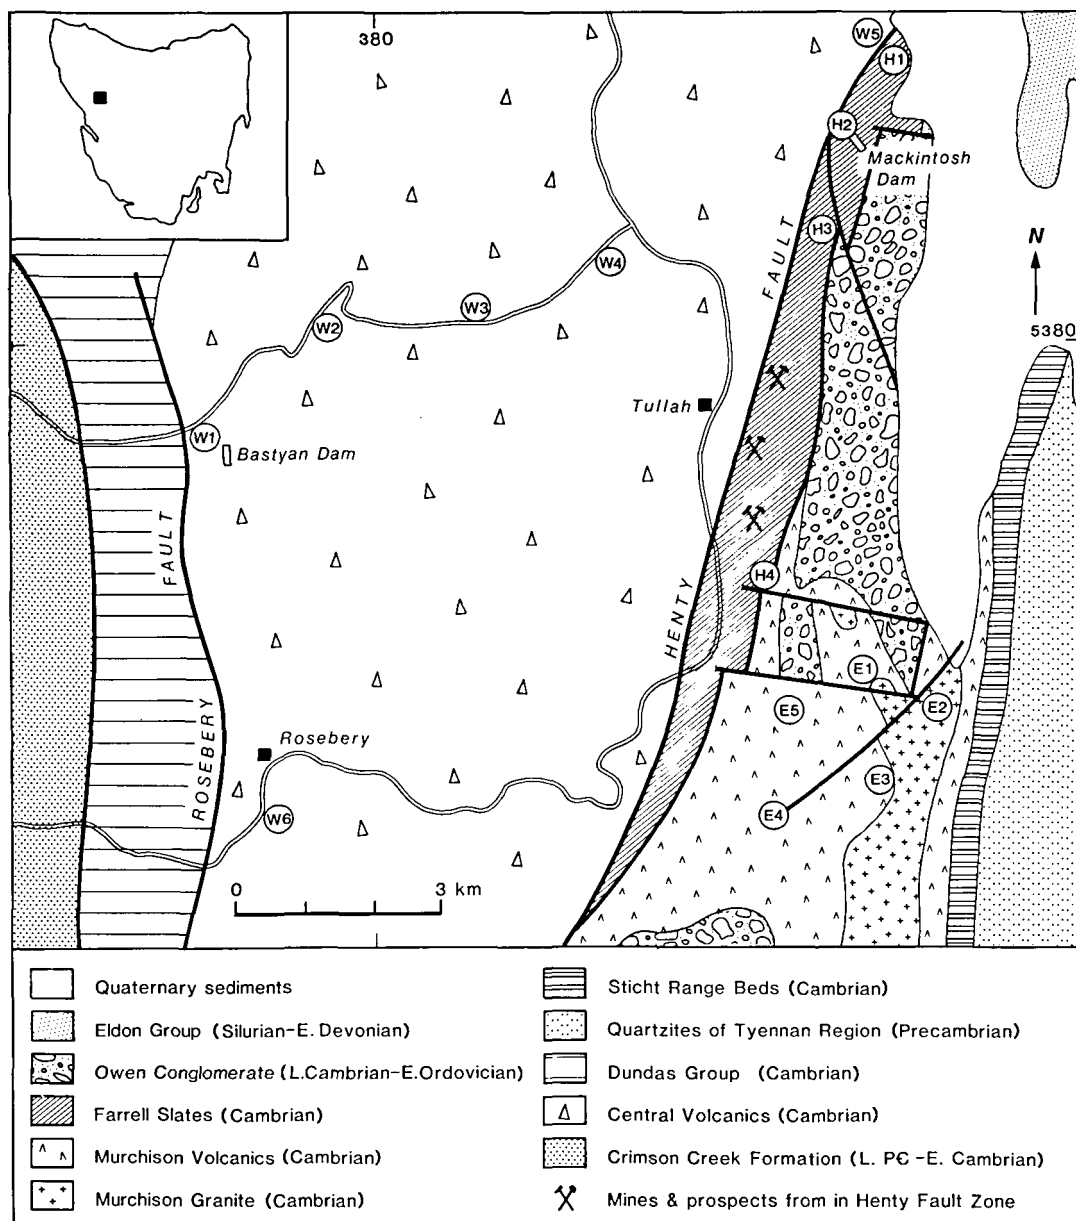 380
W5
H1
H2
Mackintosh
Dam
H3
N
FAULT
W4
W3
W2
5380
Tullah
W1
Bastyan Dam
FAULT
H4
HENTY
E1
E2
E5
ROSEBERY
Rosebery
E3
E4
W6
0
3 km
Quaternary sediments
Eldon Group (Silurian-E. Devonian)
Owen Conglomerate (L.Cambrian-E.Ordovician)
Farrell Slates (Cambrian)
Murchison Volcanics (Cambrian)
Murchison Granite (Cambrian)
Sticht Range Beds (Cambrian)
Quartzites of Tyennan Region (Precambrian)
Dundas Group (Cambrian)
Central Volcanics (Cambrian)
Crimson Creek Formation (L. PЄ -E. Cambrian)
Mines & prospects from in Henty Fault Zone